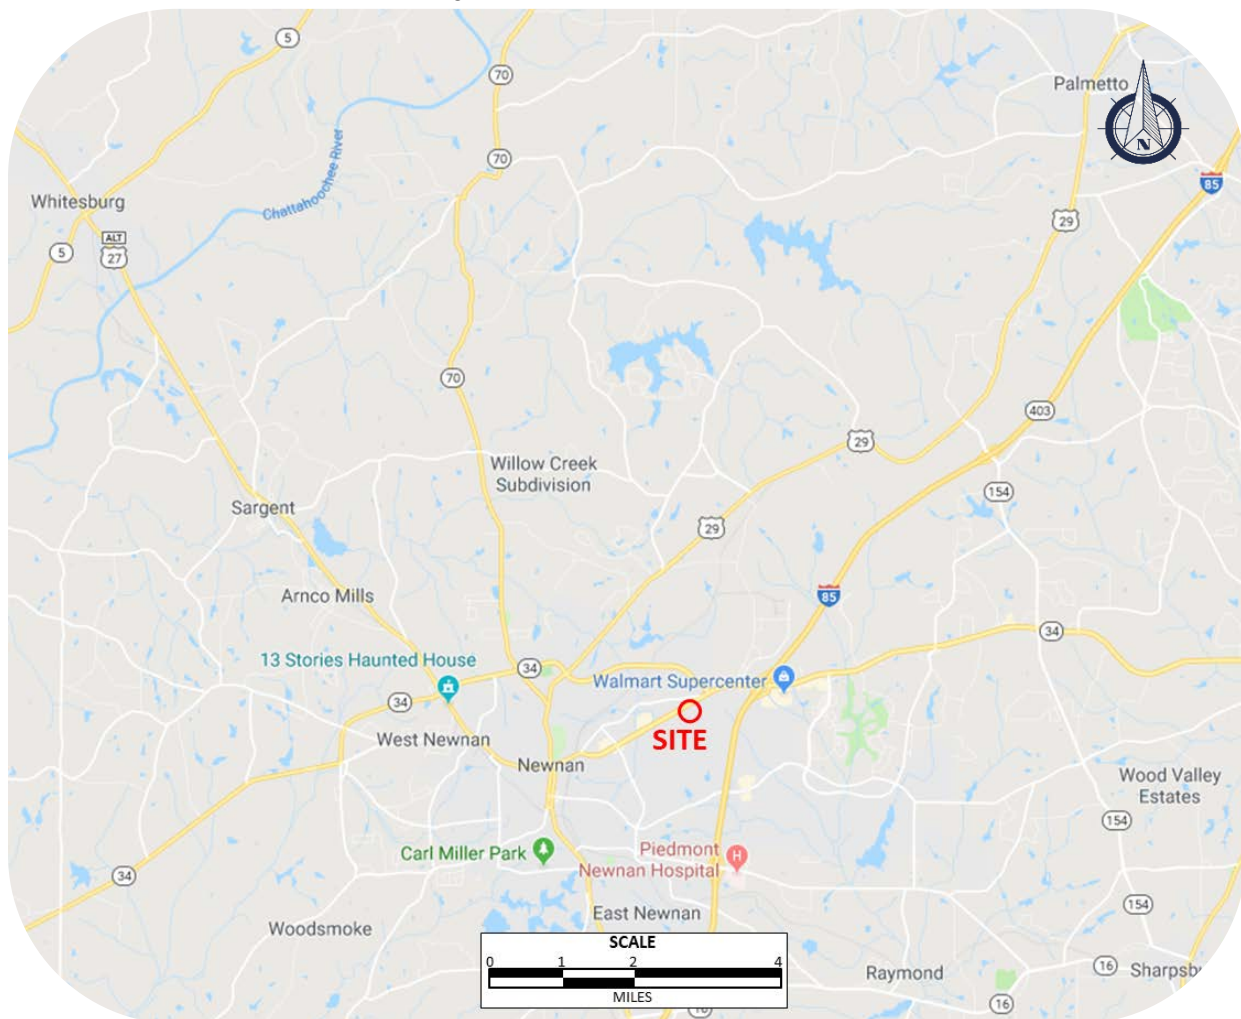 5
70
Palmetto
N
70
85
Whitesburg
Chattahoochee River
29
ALT
27
5
70
403
29
Willow Creek
Subdivision
154
Sargent
29
Arnco Mills
85
34
13 Stories Haunted House
34
Walmart Supercenter
34
SITE
West Newnan
Newnan
Wood Valley
Estates
154
Carl Miller Park
Piedmont
Newnan Hospital
H
34
154
East Newnan
Woodsmoke
SCALE
0 1 2 4
MILES
Raymond
16
Sharpsb
16
16